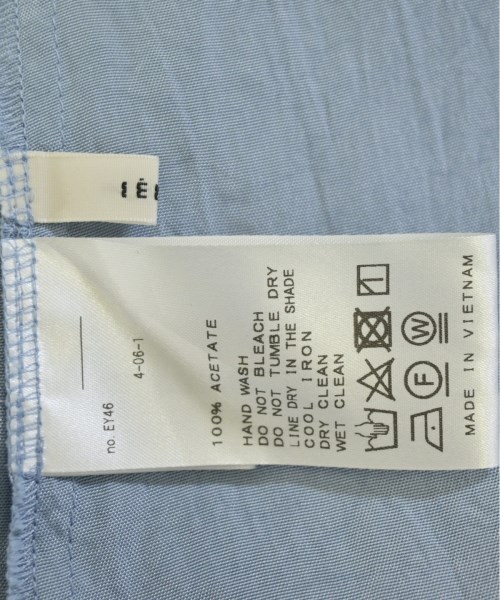 no. EY46
4-06-1
100% ACETATE
HAND WASH
DO NOT BLEACH
DO NOT TUMBLE DRY
LINE DRY IN THE SHADE
COOL IRON
DRY CLEAN
WET CLEAN
F W
MADE IN VIETNAM